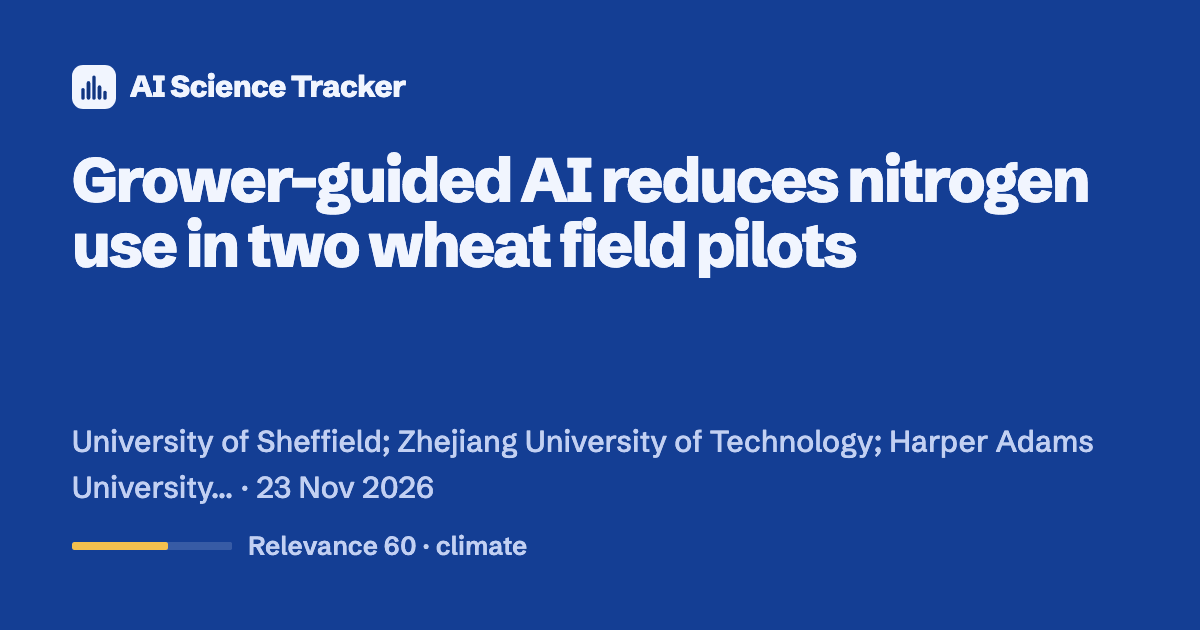 AI Science Tracker
Grower-guided AI reduces nitrogen
use in two wheat field pilots
University of Sheffield; Zhejiang University of Technology; Harper Adams
University... · 23 Nov 2026
Relevance 60 · climate